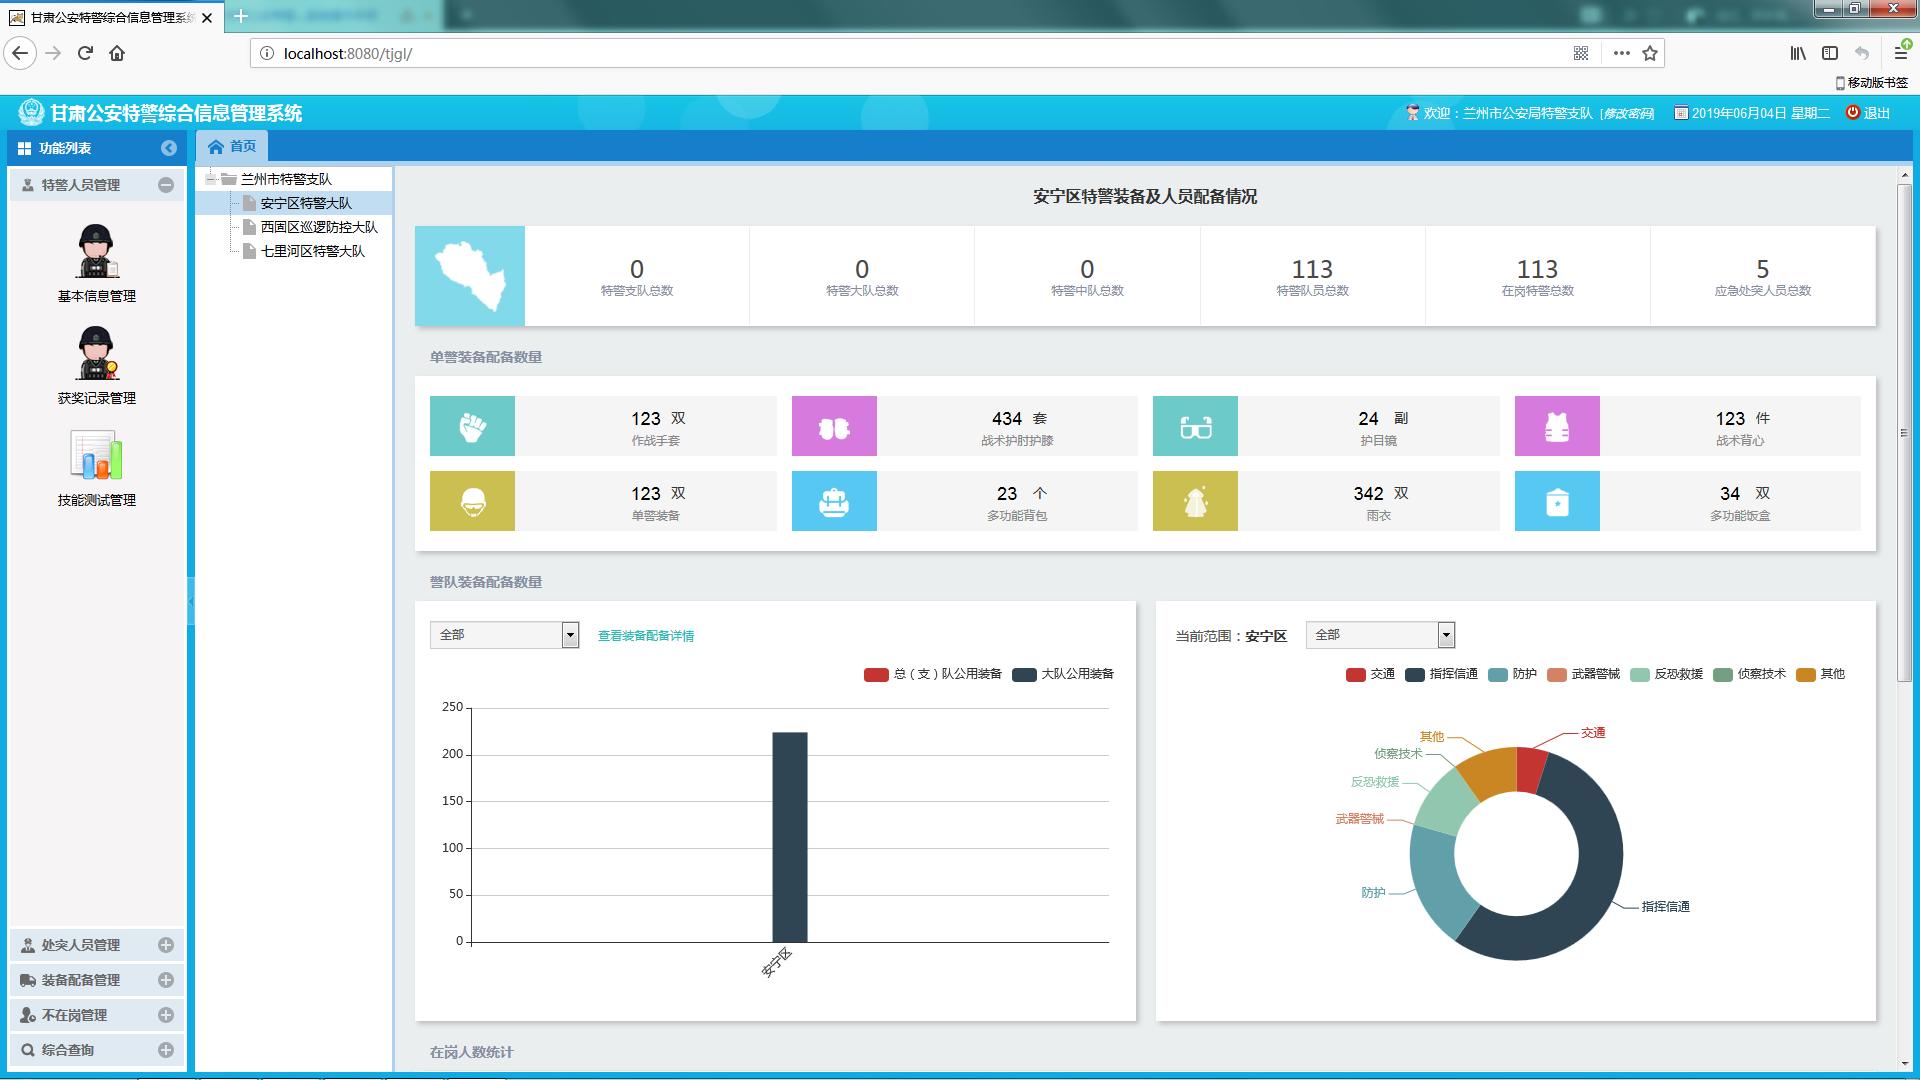 甘肃公安特警综合信息管理系统
localhost:8080/tjgl/
移动版书签
甘肃公安特警综合信息管理系统
欢迎：兰州市公安局特警支队 [修改密码] 2019年06月04日 星期二 退出
功能列表
首页
特警人员管理
基本信息管理
获奖记录管理
技能测试管理
处突人员管理
装备配备管理
不在岗管理
综合查询
兰州市特警支队
安宁区特警大队
西固区巡逻防控大队
七里河区特警大队
安宁区特警装备及人员配备情况
0 0 0 113 113 5
特警支队总数 特警大队总数 特警中队总数 特警队员总数 在岗特警总数 应急处突人员总数
单警装备配备数量
123 双 434 套 24 副 123 件
作战手套 战术护肘护膝 护目镜 战术背心
123 双 23 个 342 双 34 双
单警装备 多功能背包 雨衣 多功能饭盒
警队装备配备数量
全部 查看装备配备详情
总（支）队公用装备 大队公用装备
250
200
150
100
50
0
安宁区
当前范围：安宁区 全部
交通 指挥信通 防护 武器警械 反恐救援 侦察技术 其他
交通
其他
侦察技术
反恐救援
武器警械
防护
指挥信通
在岗人数统计